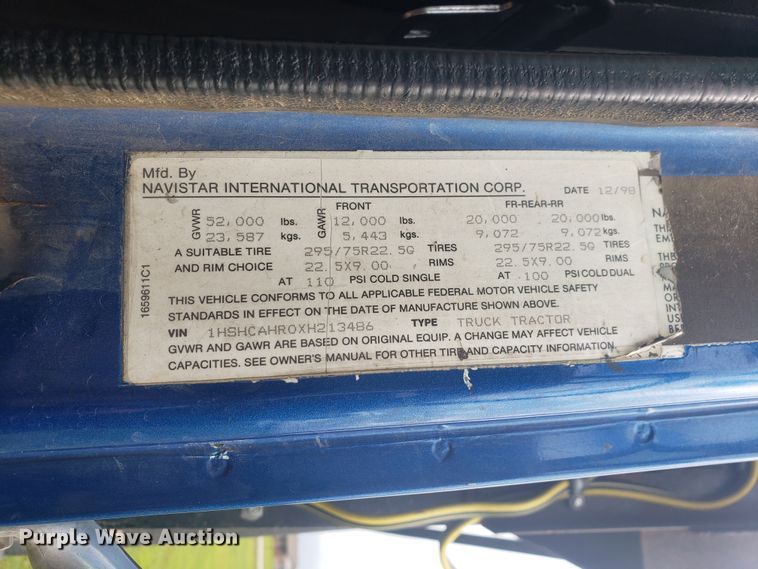 Mfd. By
NAVISTAR INTERNATIONAL TRANSPORTATION CORP. DATE 12/98
FRONT FR-REAR-RR
GVWR 52,000 lbs. GAWR 12,000 lbs. 20,000 20,000 lbs.
23,587 kgs. 5,443 kgs. 9,072 9,072 kgs.
A SUITABLE TIRE 295/75R22.5G TIRES 295/75R22.5G TIRES
AND RIM CHOICE 22.5X9.00 RIMS 22.5X9.00 RIMS
AT 110 PSI COLD SINGLE AT 100 PSI COLD DUAL
THIS VEHICLE CONFORMS TO ALL APPLICABLE FEDERAL MOTOR VEHICLE SAFETY
STANDARDS IN EFFECT ON THE DATE OF MANUFACTURE SHOWN ABOVE.
VIN 1HSHCAHR0XH213486 TYPE TRUCK TRACTOR
GVWR AND GAWR ARE BASED ON ORIGINAL EQUIP. A CHANGE MAY AFFECT VEHICLE
CAPACITIES. SEE OWNER'S MANUAL FOR OTHER TIRE AND CAPACITY INFORMATION.
1659611C1
Purple Wave Auction